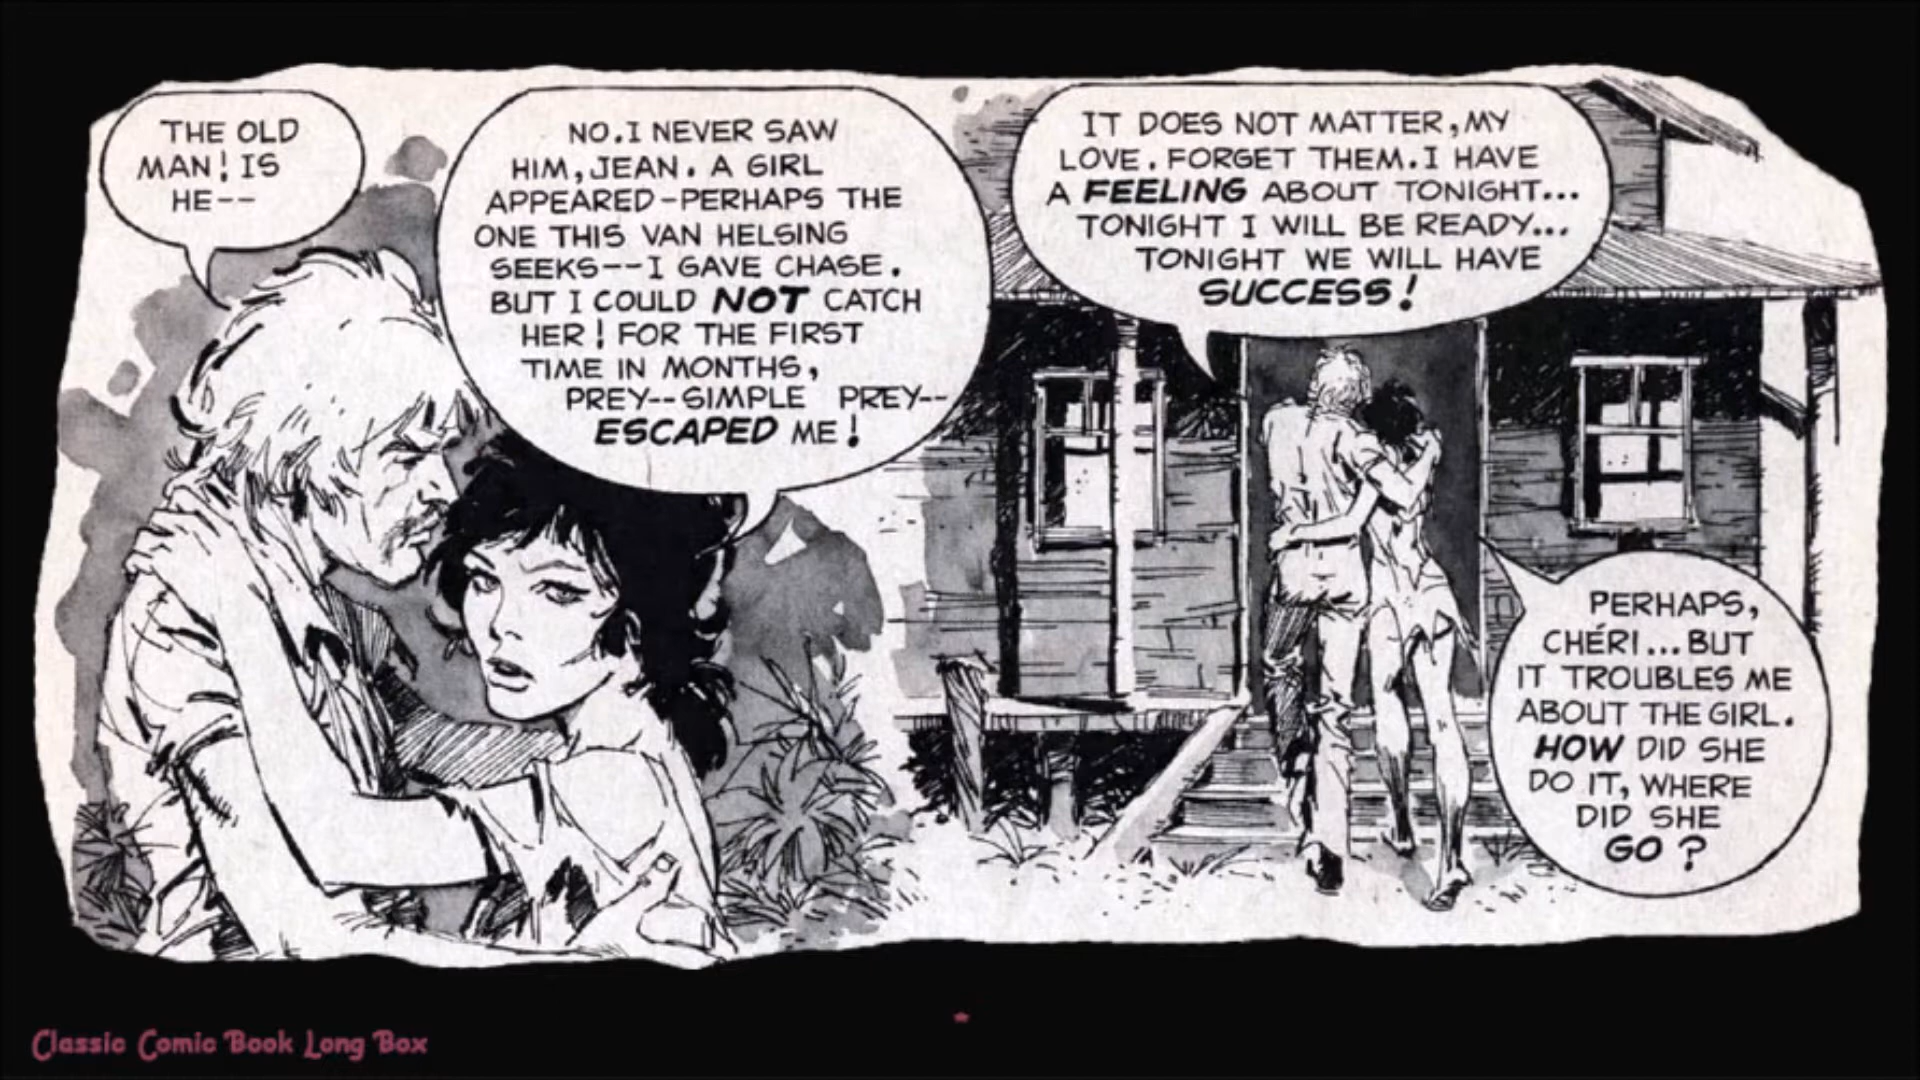 THE OLD
MAN! IS
HE--
NO. I NEVER SAW
HIM, JEAN. A GIRL
APPEARED-PERHAPS THE
ONE THIS VAN HELSING
SEEKS--I GAVE CHASE.
BUT I COULD NOT CATCH
HER! FOR THE FIRST
TIME IN MONTHS,
PREY--SIMPLE PREY--
ESCAPED ME!
IT DOES NOT MATTER, MY
LOVE. FORGET THEM. I HAVE
A FEELING ABOUT TONIGHT...
TONIGHT I WILL BE READY...
TONIGHT WE WILL HAVE
SUCCESS!
PERHAPS,
CHÉRI...BUT
IT TROUBLES ME
ABOUT THE GIRL.
HOW DID SHE
DO IT, WHERE
DID SHE
GO?
Classic Comic Book Long Box